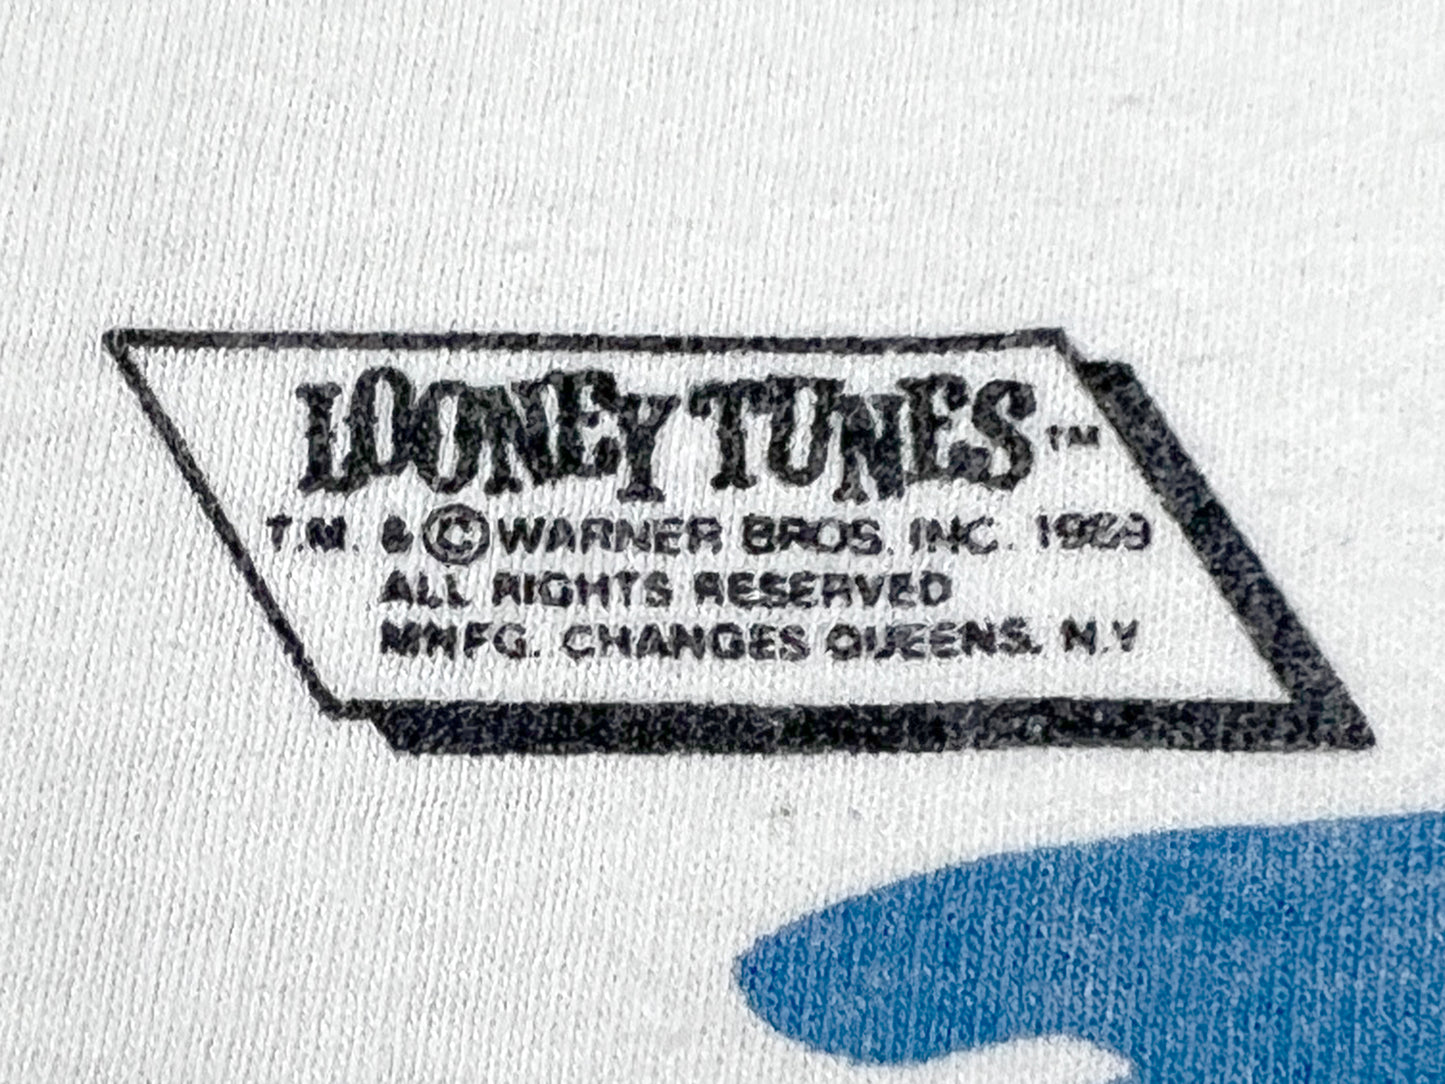 LOONEY TUNES™
T.M. & © WARNER BROS. INC. 1989
ALL RIGHTS RESERVED
MNFG. CHANGES QUEENS. N.Y